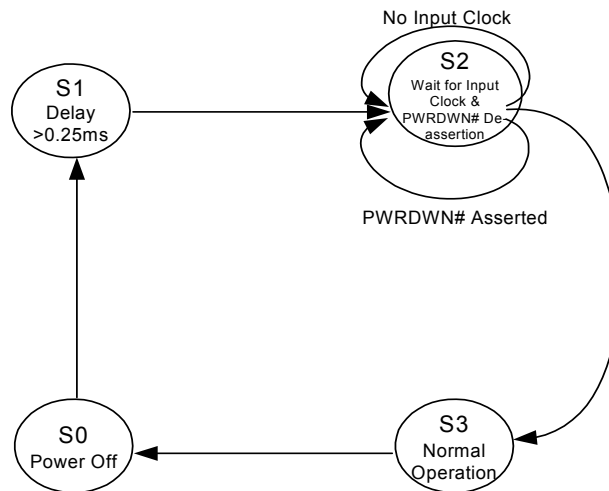 No Input Clock
S1
Delay
>0.25ms
S2
Wait for Input
Clock &
PWRDWN# De-
assertion
PWRDWN# Asserted
S0
Power Off
S3
Normal
Operation